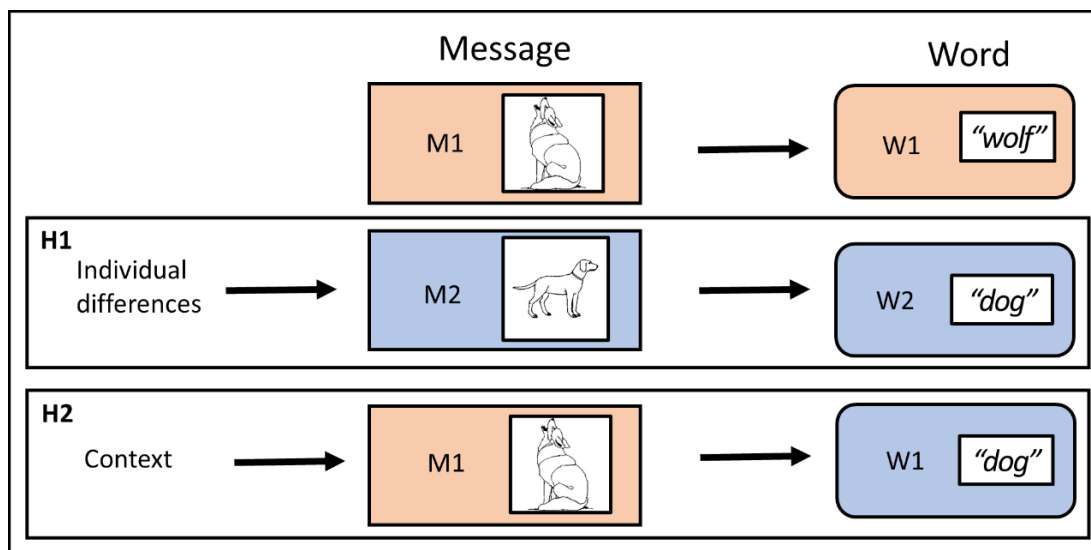 Message
Word
M1
W1
“wolf”
H1
Individual
differences
M2
W2
“dog”
H2
Context
M1
W1
“dog”